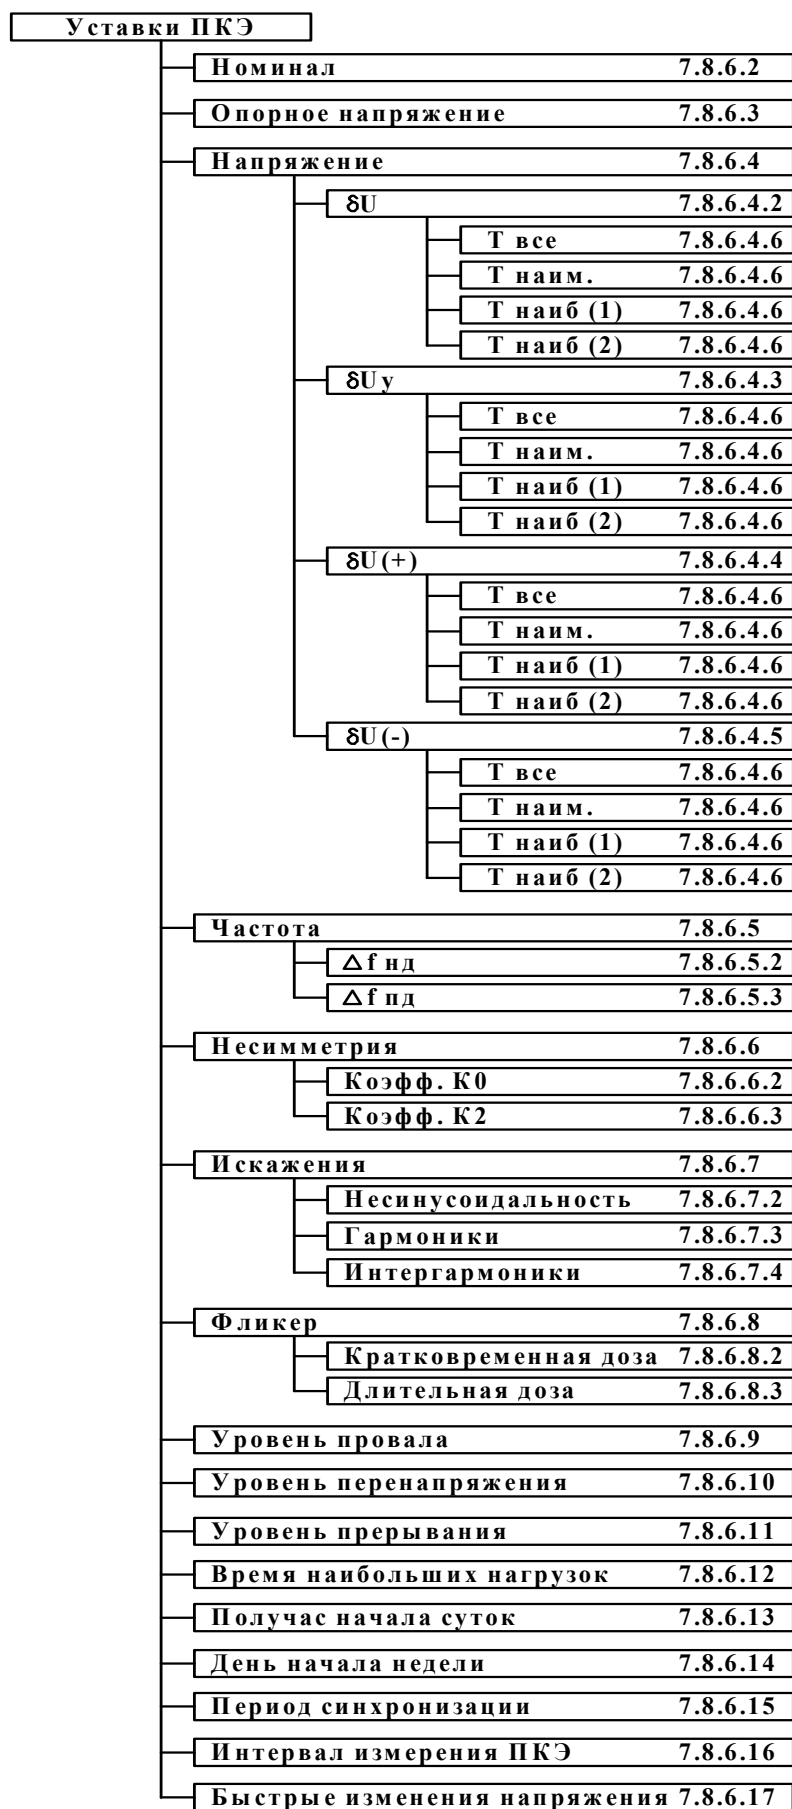 Уставки ПКЭ
Номинал 7.8.6.2
Опорное напряжение 7.8.6.3
Напряжение 7.8.6.4
δU 7.8.6.4.2
Т все 7.8.6.4.6
Т наим. 7.8.6.4.6
Т наиб (1) 7.8.6.4.6
Т наиб (2) 7.8.6.4.6
δUу 7.8.6.4.3
Т все 7.8.6.4.6
Т наим. 7.8.6.4.6
Т наиб (1) 7.8.6.4.6
Т наиб (2) 7.8.6.4.6
δU(+) 7.8.6.4.4
Т все 7.8.6.4.6
Т наим. 7.8.6.4.6
Т наиб (1) 7.8.6.4.6
Т наиб (2) 7.8.6.4.6
δU(-) 7.8.6.4.5
Т все 7.8.6.4.6
Т наим. 7.8.6.4.6
Т наиб (1) 7.8.6.4.6
Т наиб (2) 7.8.6.4.6
Частота 7.8.6.5
Δf нд 7.8.6.5.2
Δf пд 7.8.6.5.3
Несимметрия 7.8.6.6
Коэфф. К0 7.8.6.6.2
Коэфф. К2 7.8.6.6.3
Искажения 7.8.6.7
Несинусоидальность 7.8.6.7.2
Гармоники 7.8.6.7.3
Интергармоники 7.8.6.7.4
Фликер 7.8.6.8
Кратковременная доза 7.8.6.8.2
Длительная доза 7.8.6.8.3
Уровень провала 7.8.6.9
Уровень перенапряжения 7.8.6.10
Уровень прерывания 7.8.6.11
Время наибольших нагрузок 7.8.6.12
Получас начала суток 7.8.6.13
День начала недели 7.8.6.14
Период синхронизации 7.8.6.15
Интервал измерения ПКЭ 7.8.6.16
Быстрые изменения напряжения 7.8.6.17